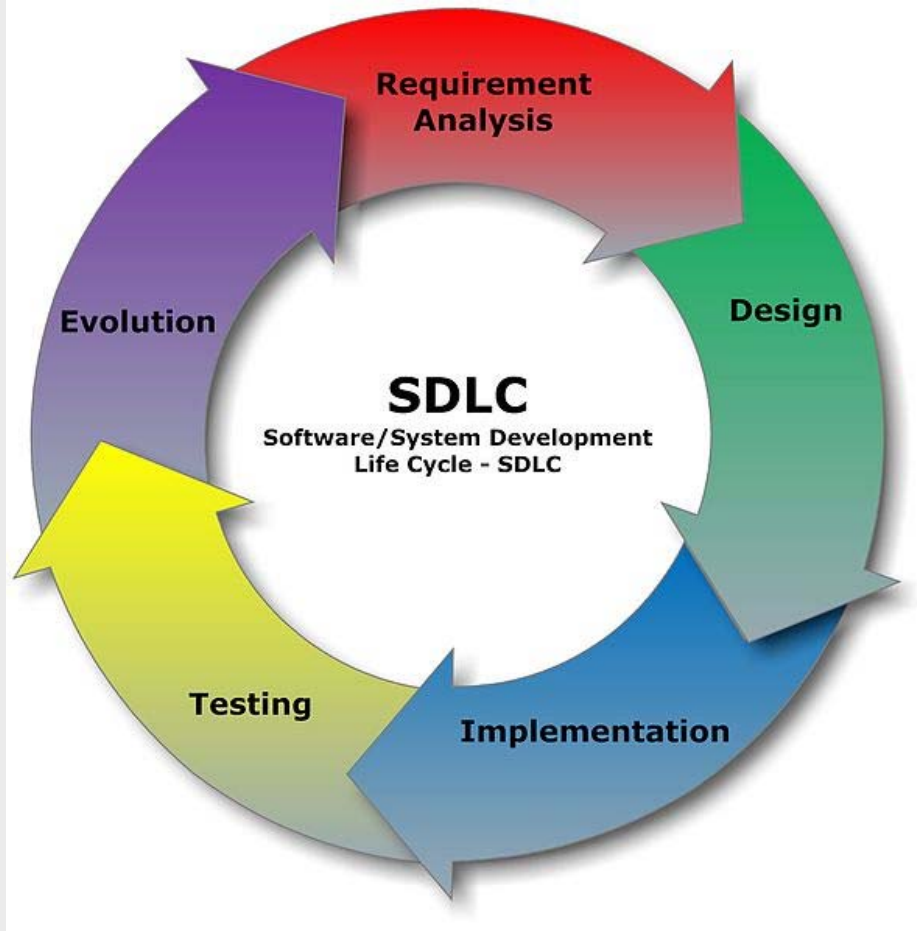 Requirement
Analysis
Design
Evolution
SDLC
Software/System Development
Life Cycle - SDLC
Testing
Implementation